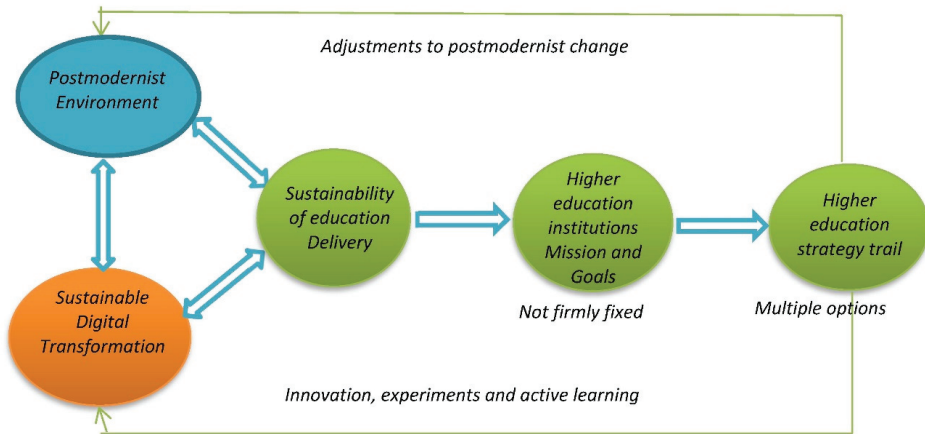 Adjustments to postmodernist change
Postmodernist
Environment
Sustainability
of education
Delivery
Higher
education
institutions
Mission and
Goals
Not firmly fixed
Higher
education
strategy trail
Multiple options
Sustainable
Digital
Transformation
Innovation, experiments and active learning